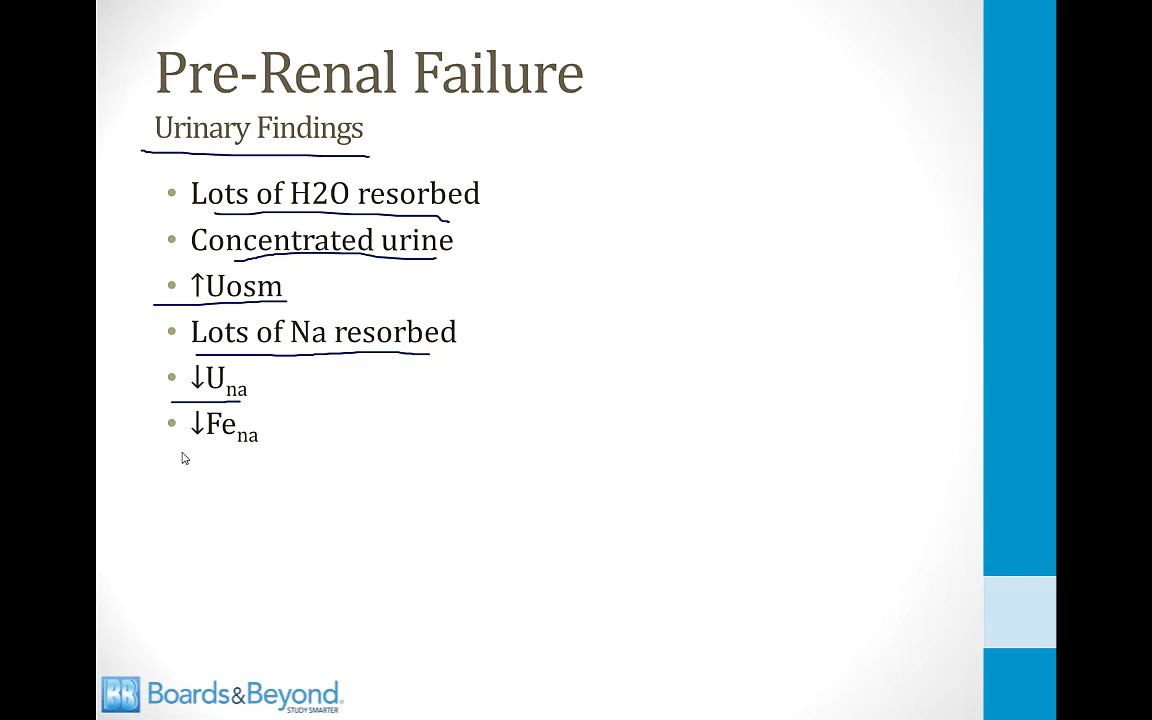 Pre-Renal Failure
Urinary Findings
• Lots of H2O resorbed
• Concentrated urine
• ↑Uosm
• Lots of Na resorbed
• ↓Una
• ↓Fena
BB Boards&Beyond.
STUDY SMARTER